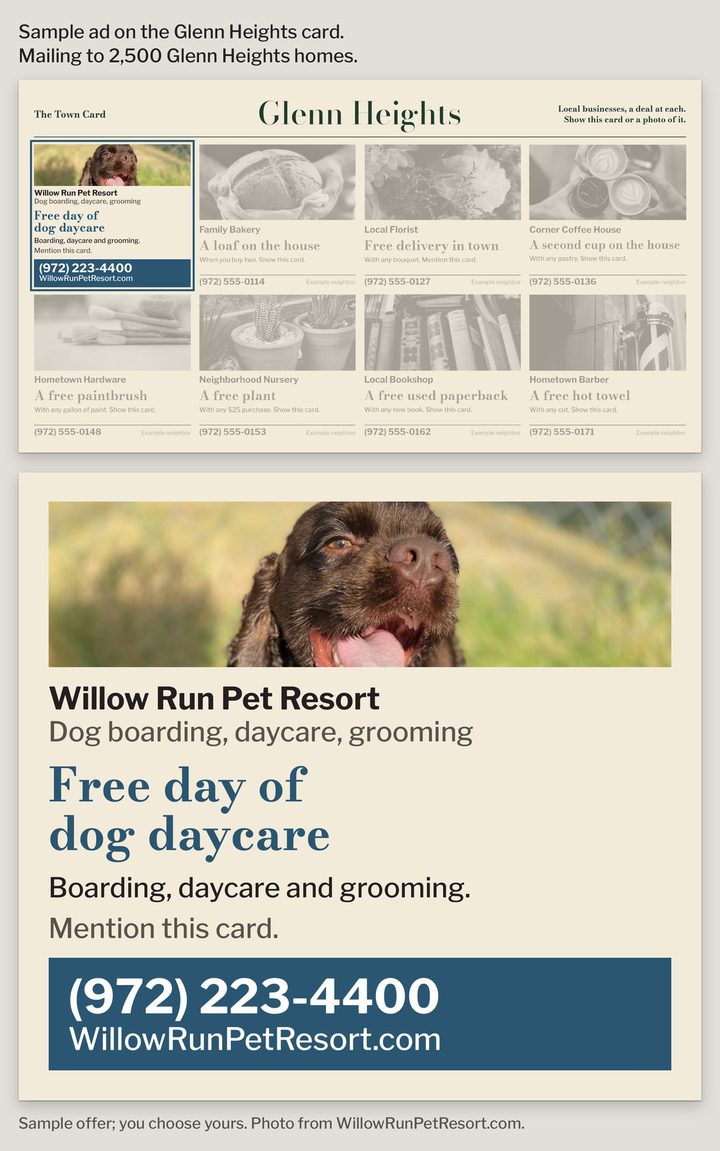 Sample ad on the Glenn Heights card.
Mailing to 2,500 Glenn Heights homes.
The Town Card
Glenn Heights
Local businesses, a deal at each.
Show this card or a photo of it.
Willow Run Pet Resort
Dog boarding, daycare, grooming
Free day of
dog daycare
Boarding, daycare and grooming.
Mention this card.
(972) 223-4400
WillowRunPetResort.com
Family Bakery
A loaf on the house
When you buy two. Show this card.
(972) 555-0114
Example neighbor
Local Florist
Free delivery in town
With any bouquet. Mention this card.
(972) 555-0127
Example neighbor
Corner Coffee House
A second cup on the house
With any pastry. Show this card.
(972) 555-0136
Example neighbor
Hometown Hardware
A free paintbrush
With any gallon of paint. Show this card.
(972) 555-0148
Example neighbor
Neighborhood Nursery
A free plant
With any $25 purchase. Show this card.
(972) 555-0153
Example neighbor
Local Bookshop
A free used paperback
With any new book. Show this card.
(972) 555-0162
Example neighbor
Hometown Barber
A free hot towel
With any cut. Show this card.
(972) 555-0171
Example neighbor
Willow Run Pet Resort
Dog boarding, daycare, grooming
Free day of
dog daycare
Boarding, daycare and grooming.
Mention this card.
(972) 223-4400
WillowRunPetResort.com
Sample offer; you choose yours. Photo from WillowRunPetResort.com.